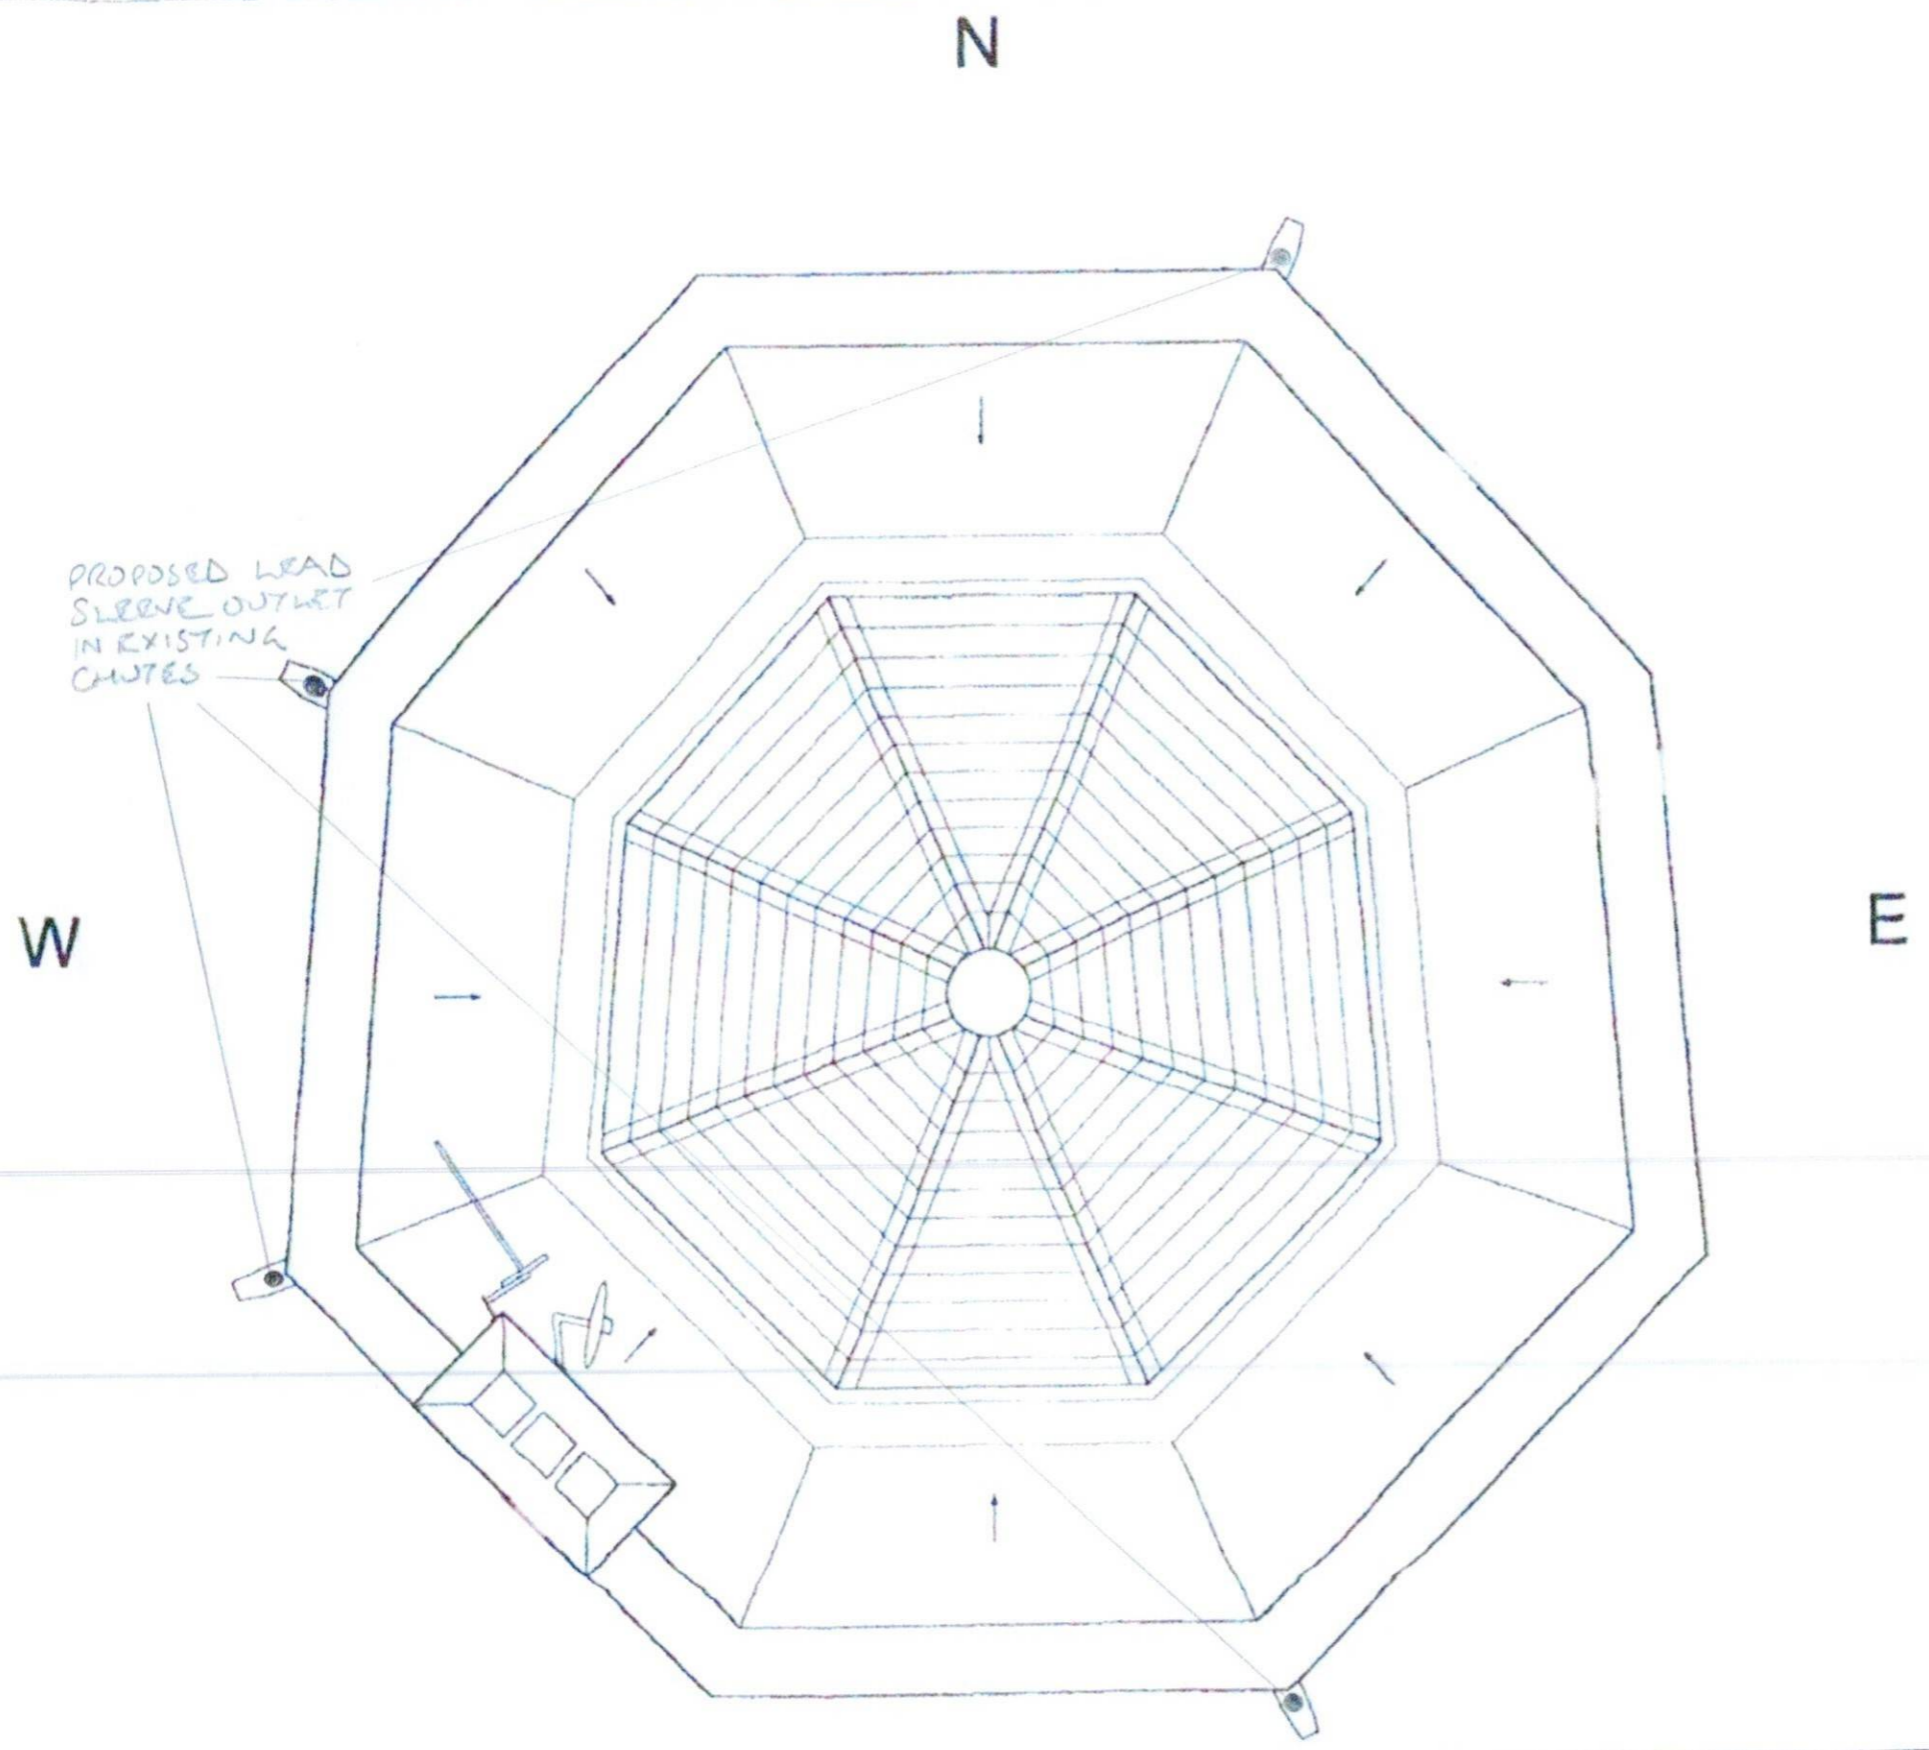 N
PROPOSED LEAD
SLEEVE OUTLET
IN EXISTING
CHUTES
W
E